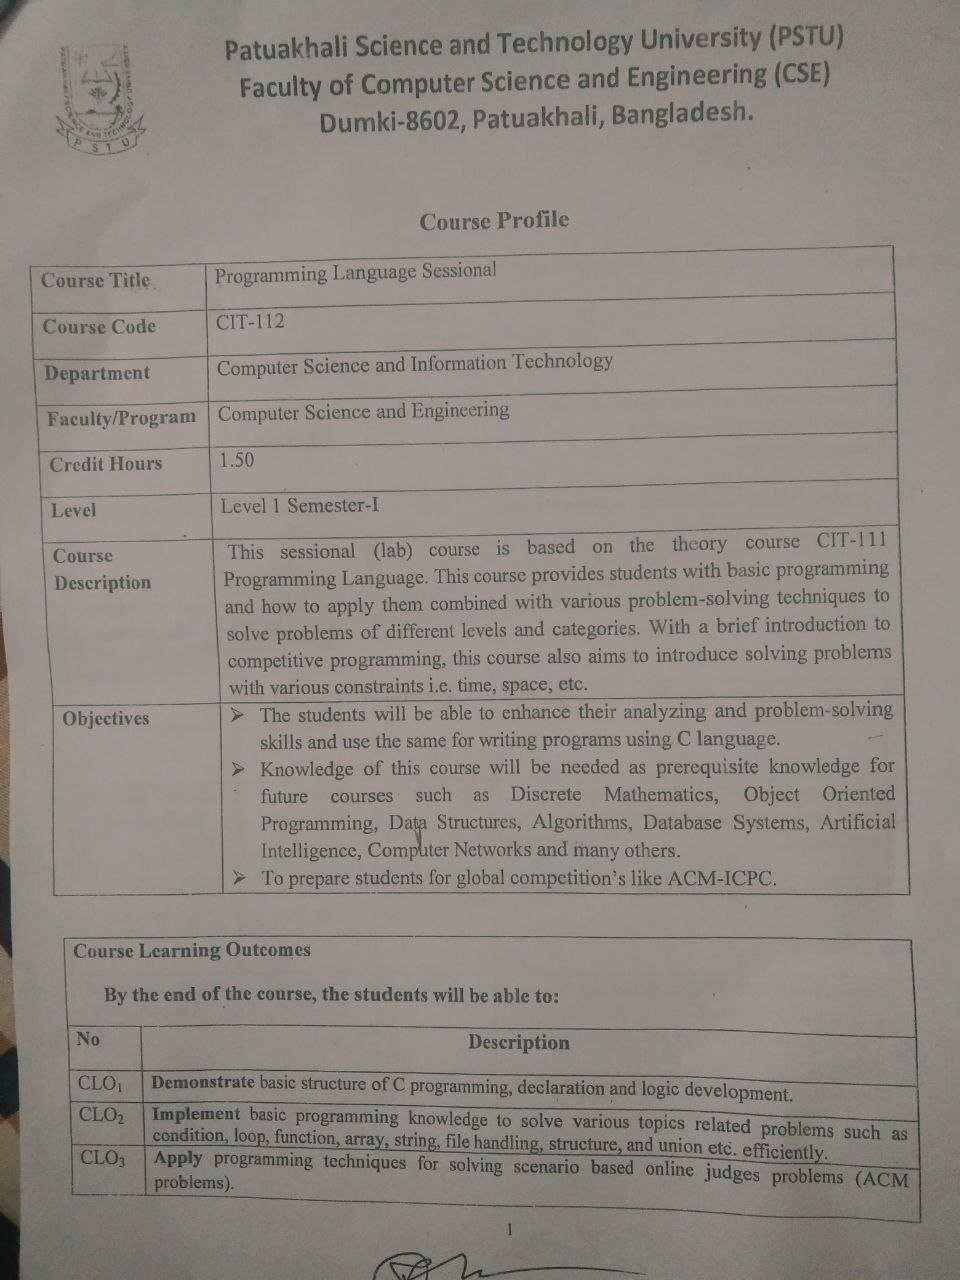 Patuakhali Science and Technology University (PSTU)
Faculty of Computer Science and Engineering (CSE)
Dumki-8602, Patuakhali, Bangladesh.
PSTU
Course Profile
Course Title Programming Language Sessional
Course Code CIT-112
Department Computer Science and Information Technology
Faculty/Program Computer Science and Engineering
Credit Hours 1.50
Level Level 1 Semester-I
Course Description
This sessional (lab) course is based on the theory course CIT-111
Programming Language. This course provides students with basic programming
and how to apply them combined with various problem-solving techniques to
solve problems of different levels and categories. With a brief introduction to
competitive programming, this course also aims to introduce solving problems
with various constraints i.e. time, space, etc.
Objectives
➢ The students will be able to enhance their analyzing and problem-solving
skills and use the same for writing programs using C language.
➢ Knowledge of this course will be needed as prerequisite knowledge for
future courses such as Discrete Mathematics, Object Oriented
Programming, Data Structures, Algorithms, Database Systems, Artificial
Intelligence, Computer Networks and many others.
➢ To prepare students for global competition's like ACM-ICPC.
Course Learning Outcomes
By the end of the course, the students will be able to:
No Description
CLO₁ Demonstrate basic structure of C programming, declaration and logic development.
CLO₂ Implement basic programming knowledge to solve various topics related problems such as
condition, loop, function, array, string, file handling, structure, and union etc. efficiently.
CLO₃ Apply programming techniques for solving scenario based online judges problems (ACM
problems).
1